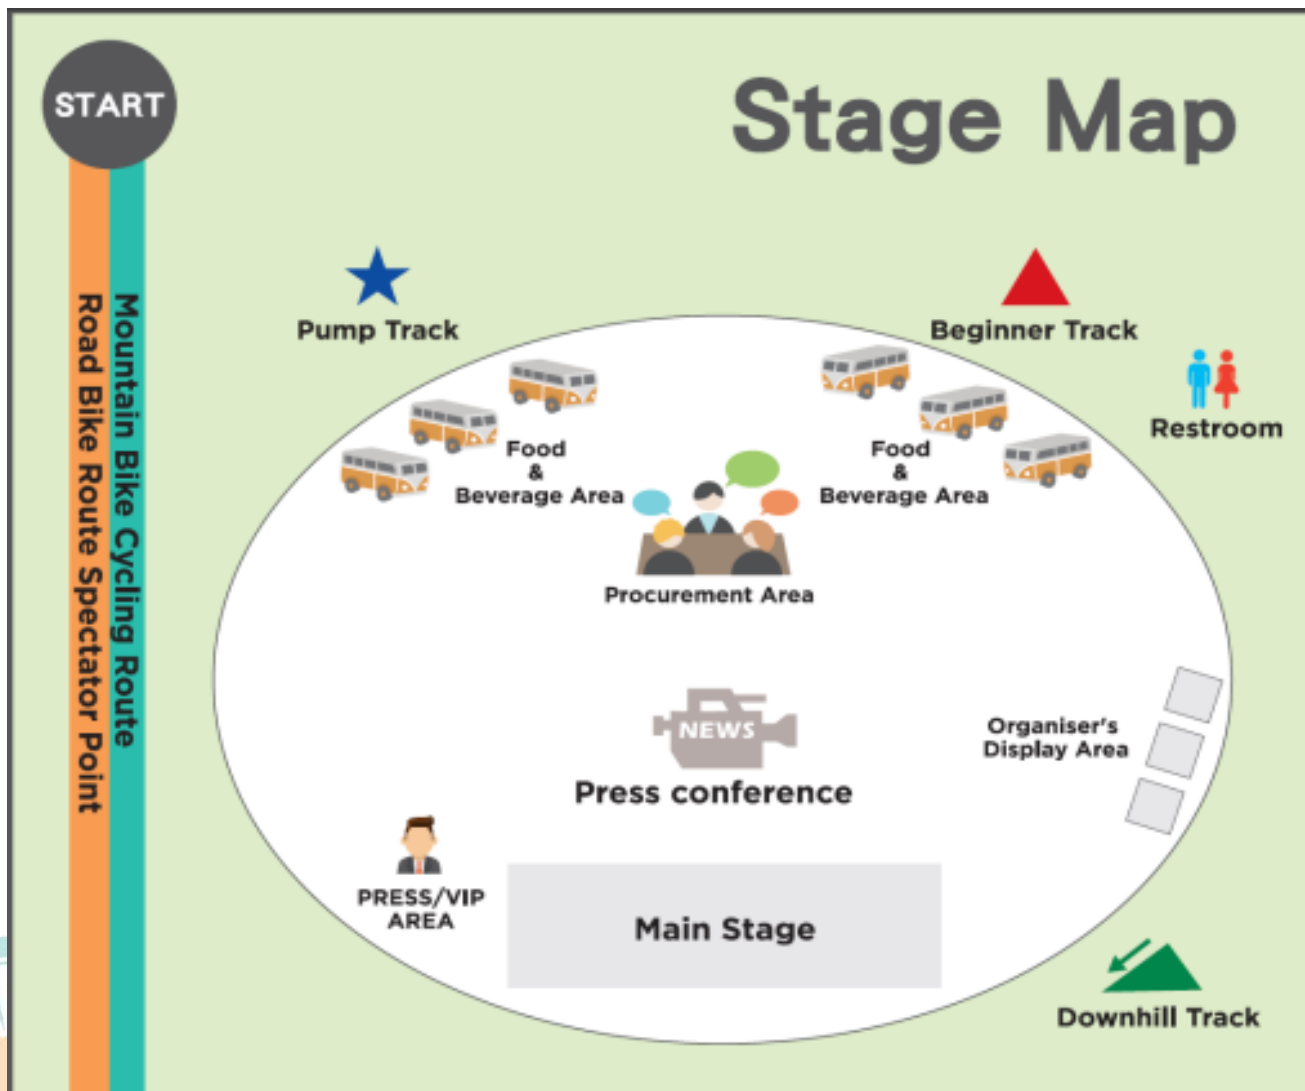 START
Stage Map
Mountain Bike Cycling Route
Road Bike Route Spectator Point
Pump Track
Beginner Track
Restroom
Food
&
Beverage Area
Food
&
Beverage Area
Procurement Area
NEWS
Press conference
Organiser's
Display Area
PRESS/VIP
AREA
Main Stage
Downhill Track